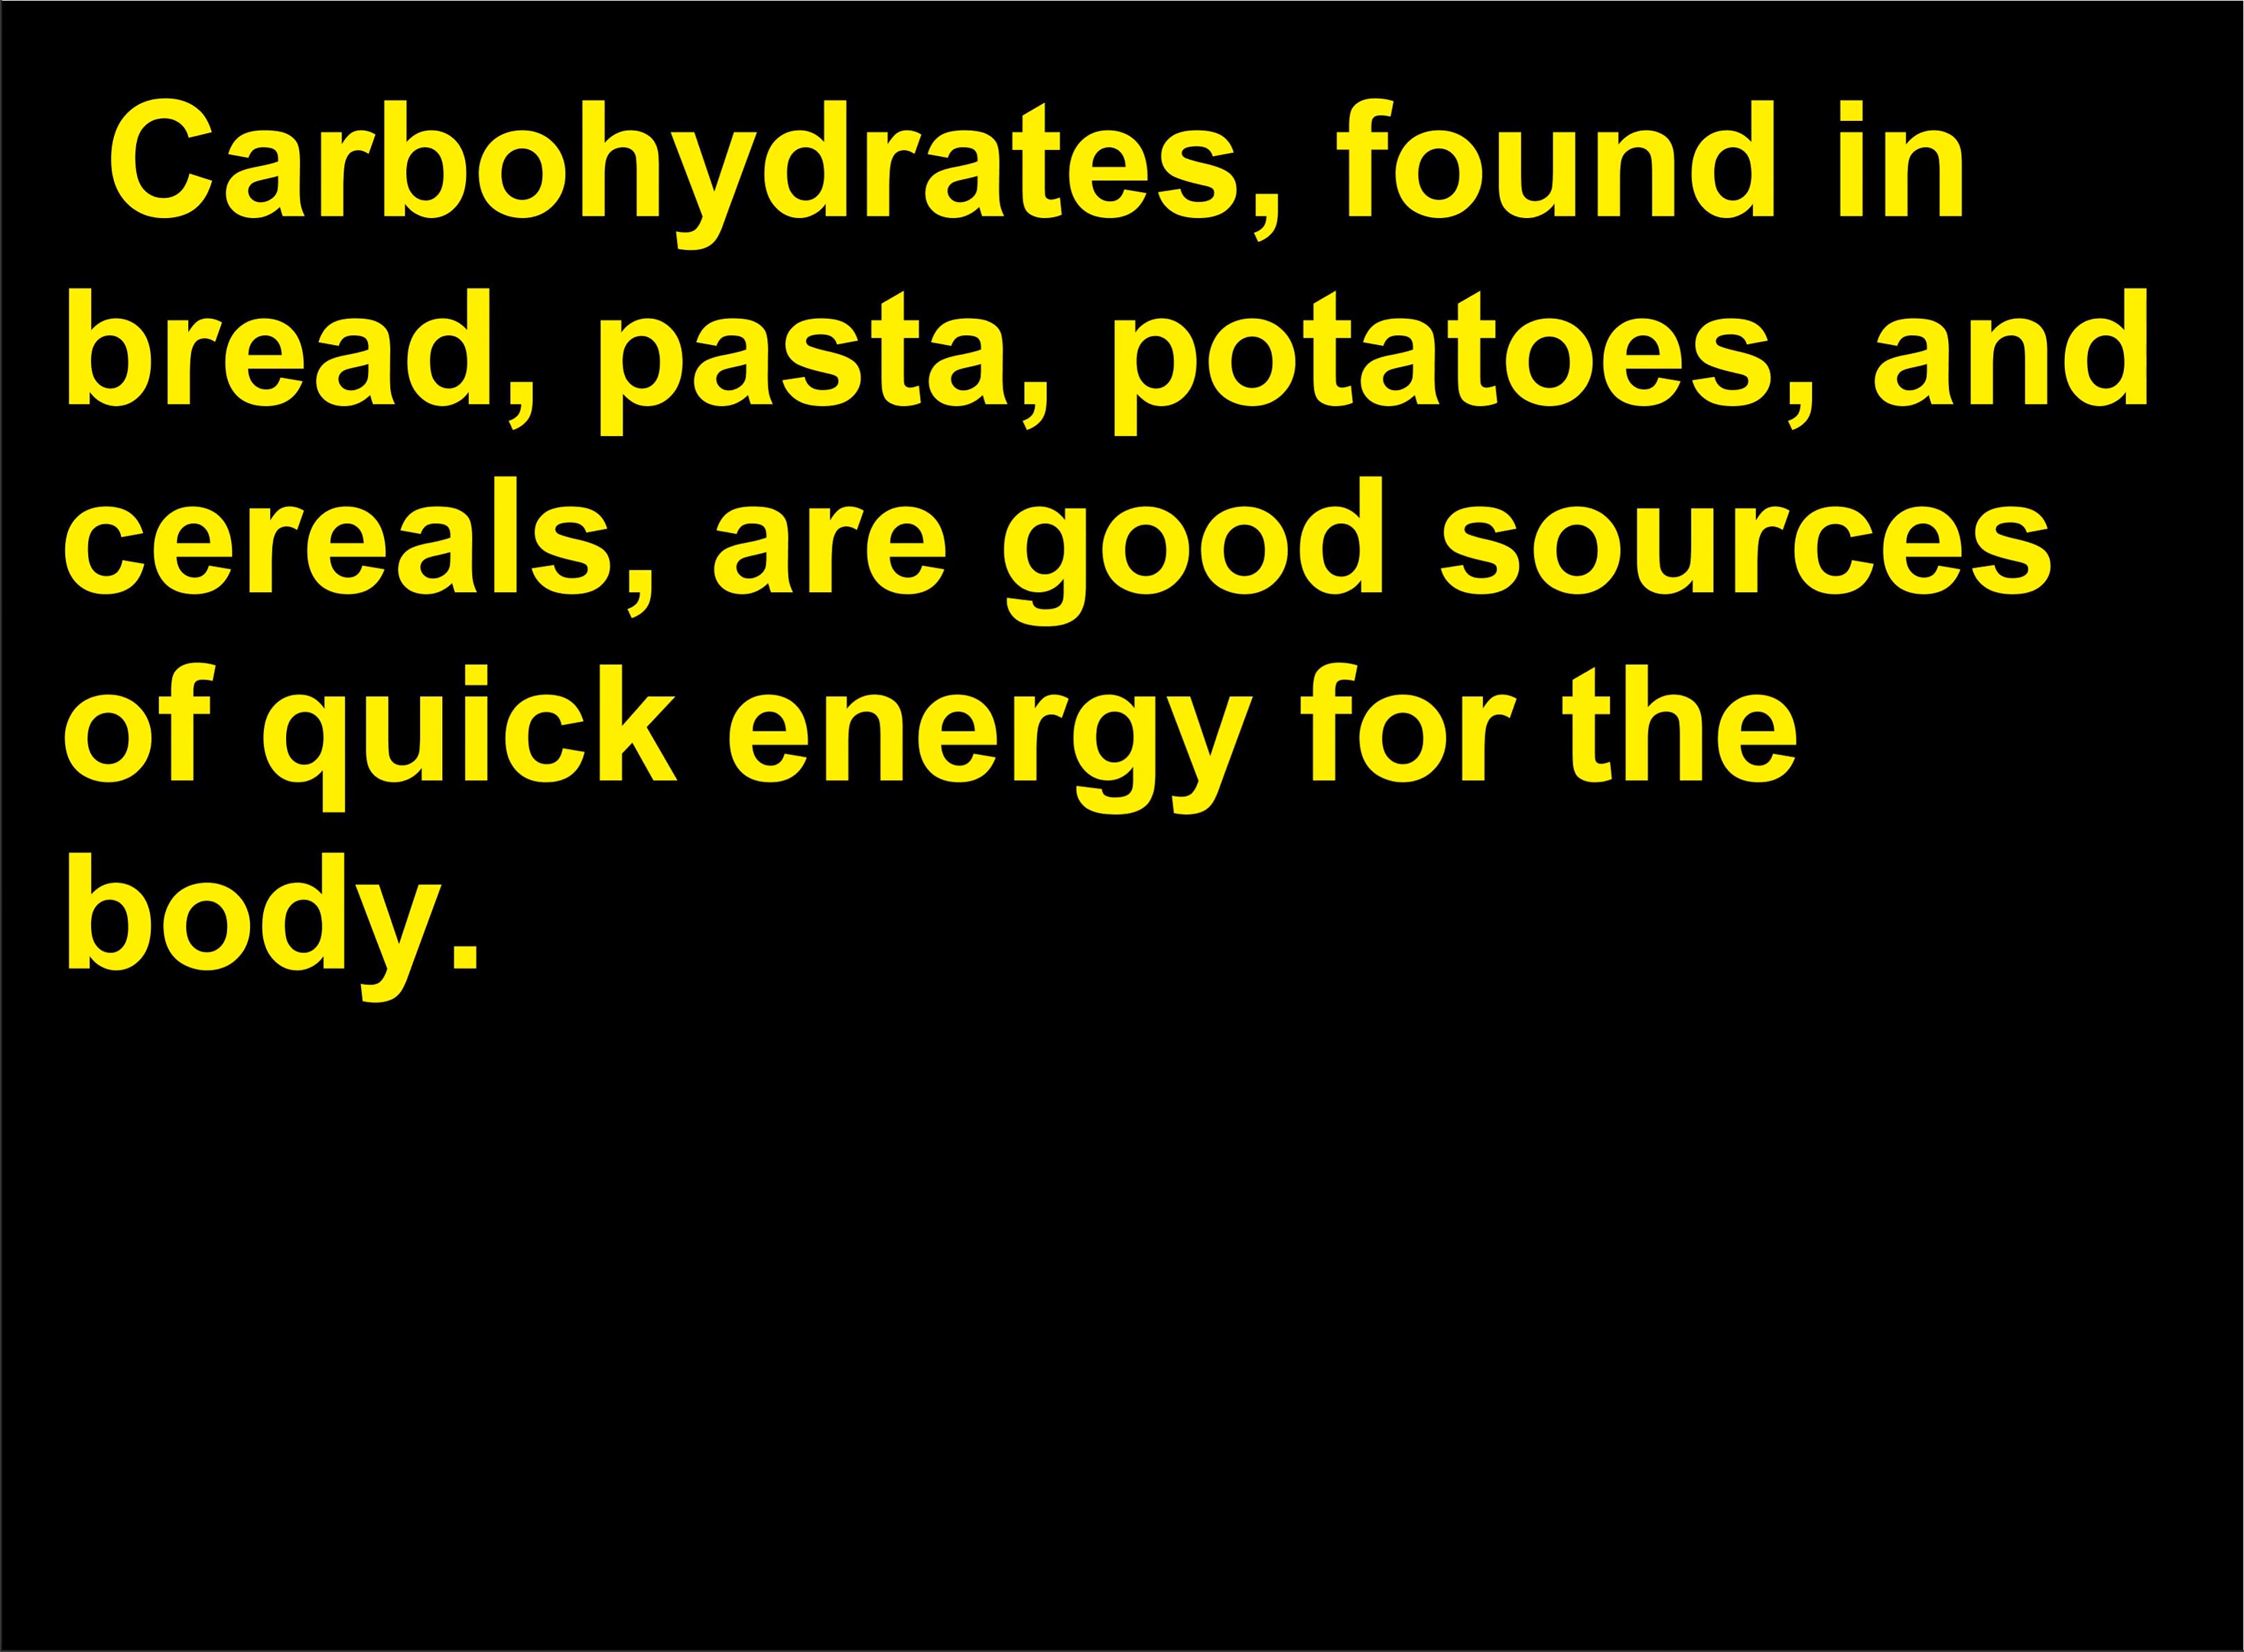 Carbohydrates, found in
bread, pasta, potatoes, and
cereals, are good sources
of quick energy for the
body.